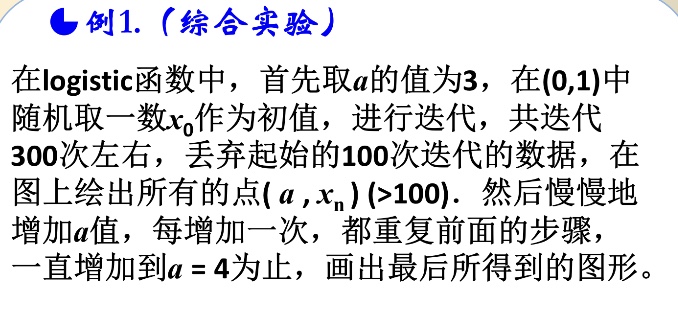 例1.（综合实验）
在logistic函数中，首先取a的值为3，在(0,1)中
随机取一数x₀作为初值，进行迭代，共迭代
300次左右，丢弃起始的100次迭代的数据，在
图上绘出所有的点( a , xₙ ) (>100)．然后慢慢地
增加a值，每增加一次，都重复前面的步骤，
一直增加到a = 4为止，画出最后所得到的图形。